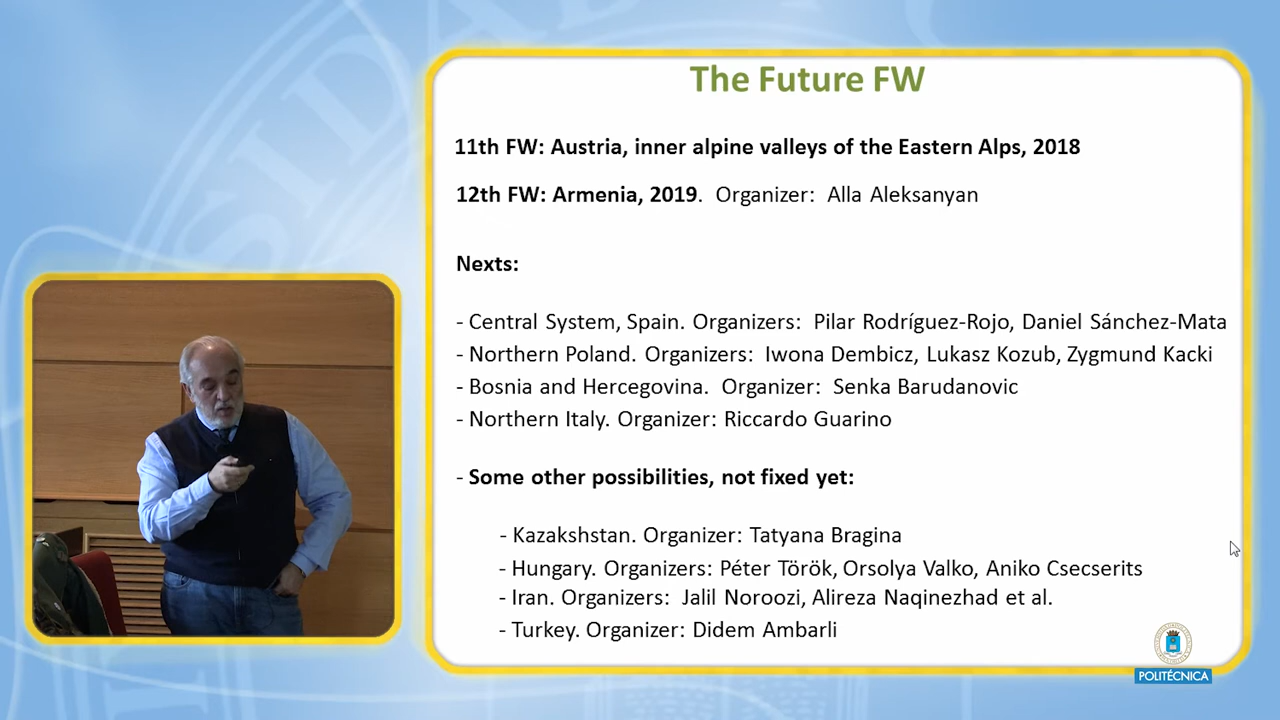 The Future FW
11th FW: Austria, inner alpine valleys of the Eastern Alps, 2018
12th FW: Armenia, 2019. Organizer: Alla Aleksanyan
Nexts:
- Central System, Spain. Organizers: Pilar Rodríguez-Rojo, Daniel Sánchez-Mata
- Northern Poland. Organizers: Iwona Dembicz, Lukasz Kozub, Zygmunt Kacki
- Bosnia and Hercegovina. Organizer: Senka Barudanovic
- Northern Italy. Organizer: Riccardo Guarino
- Some other possibilities, not fixed yet:
- Kazakshstan. Organizer: Tatyana Bragina
- Hungary. Organizers: Péter Török, Orsolya Valko, Aniko Csecserits
- Iran. Organizers: Jalil Noroozi, Alireza Naqinezhad et al.
- Turkey. Organizer: Didem Ambarli
POLITÉCNICA